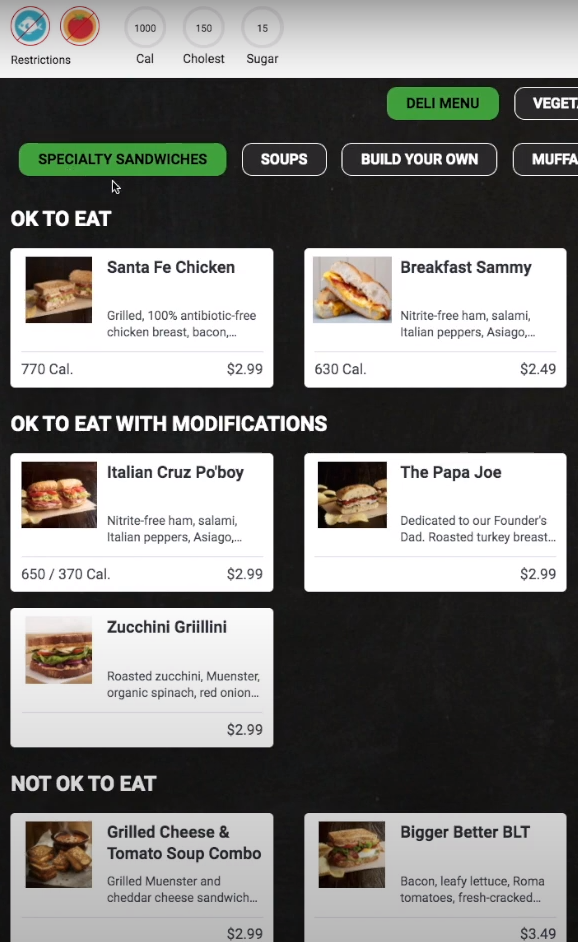 1000
150
15
Restrictions
Cal
Cholest
Sugar
DELI MENU
VEGETA
SPECIALTY SANDWICHES
SOUPS
BUILD YOUR OWN
MUFFA
OK TO EAT
Santa Fe Chicken
Grilled, 100% antibiotic-free
chicken breast, bacon,...
770 Cal.
$2.99
Breakfast Sammy
Nitrite-free ham, salami,
Italian peppers, Asiago,...
630 Cal.
$2.49
OK TO EAT WITH MODIFICATIONS
Italian Cruz Po'boy
Nitrite-free ham, salami,
Italian peppers, Asiago,...
650 / 370 Cal.
$2.99
The Papa Joe
Dedicated to our Founder's
Dad. Roasted turkey breast...
$2.99
Zucchini Griillini
Roasted zucchini, Muenster,
organic spinach, red onion...
$2.99
NOT OK TO EAT
Grilled Cheese &
Tomato Soup Combo
Grilled Muenster and
cheddar cheese sandwich...
$2.99
Bigger Better BLT
Bacon, leafy lettuce, Roma
tomatoes, fresh-cracked...
$3.49